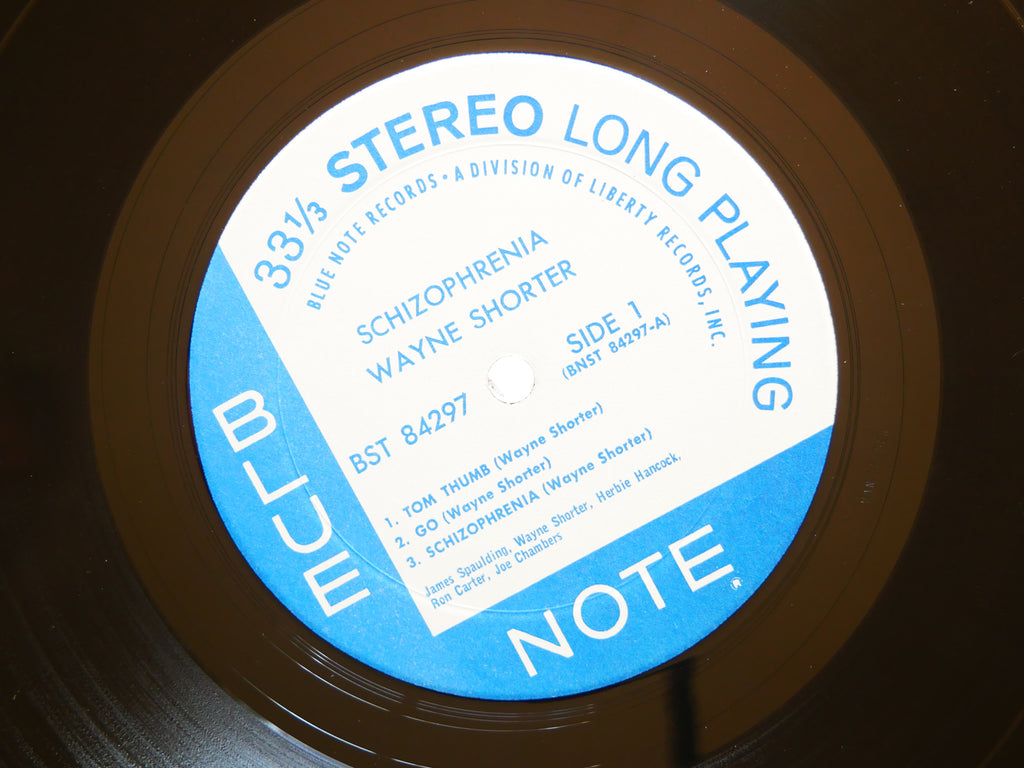 33⅓ STEREO LONG PLAYING
BLUE NOTE RECORDS • A DIVISION OF LIBERTY RECORDS, INC.
SCHIZOPHRENIA
WAYNE SHORTER
SIDE 1
BST 84297
(BNST 84297-A)
1. TOM THUMB (Wayne Shorter)
2. GO (Wayne Shorter)
3. SCHIZOPHRENIA (Wayne Shorter)
James Spaulding, Wayne Shorter, Herbie Hancock,
Ron Carter, Joe Chambers
BLUE
NOTE